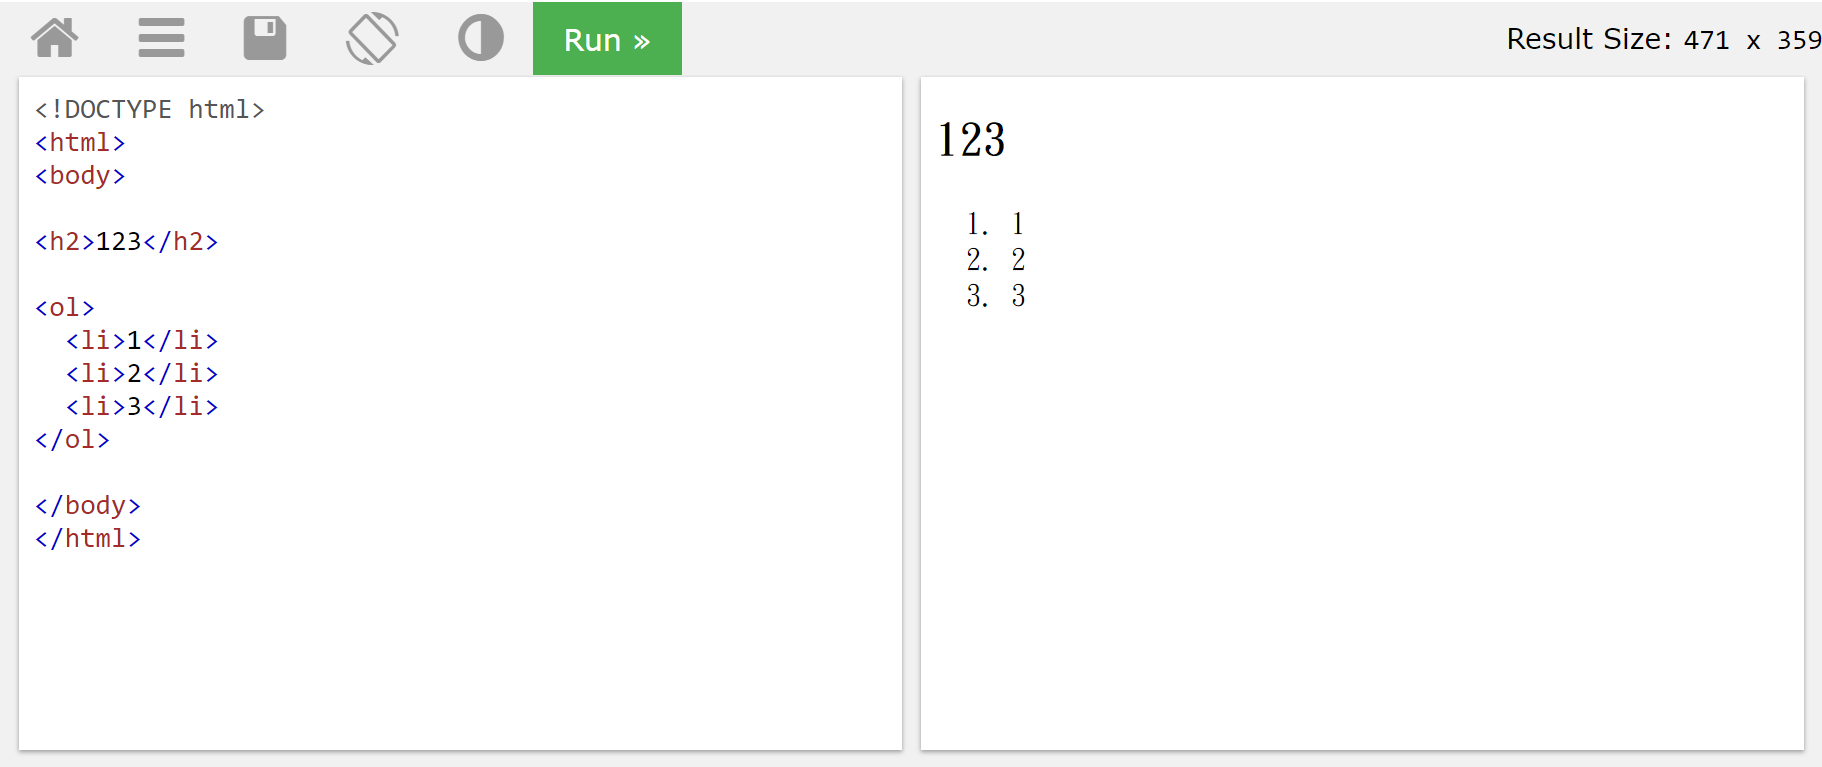 Run »
Result Size: 471 x 359
<!DOCTYPE html>
<html>
<body>
<h2>123</h2>
<ol>
  <li>1</li>
  <li>2</li>
  <li>3</li>
</ol>
</body>
</html>
123
1. 1
2. 2
3. 3